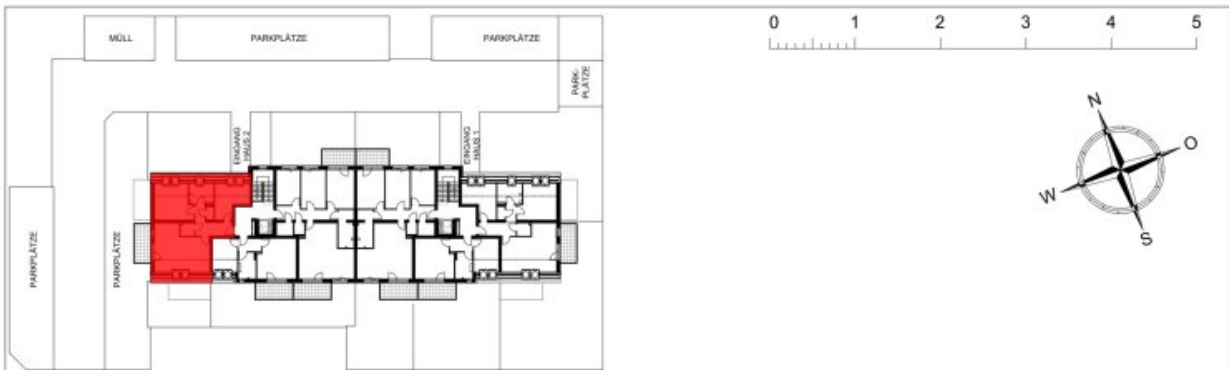 0 1 2 3 4 5
MÜLL
PARKPLÄTZE
PARKPLÄTZE
PARK-
PLÄTZE
EINGANG
HAUS 2
EINGANG
HAUS 1
N
O
W
S
PARKPLÄTZE
PARKPLÄTZE